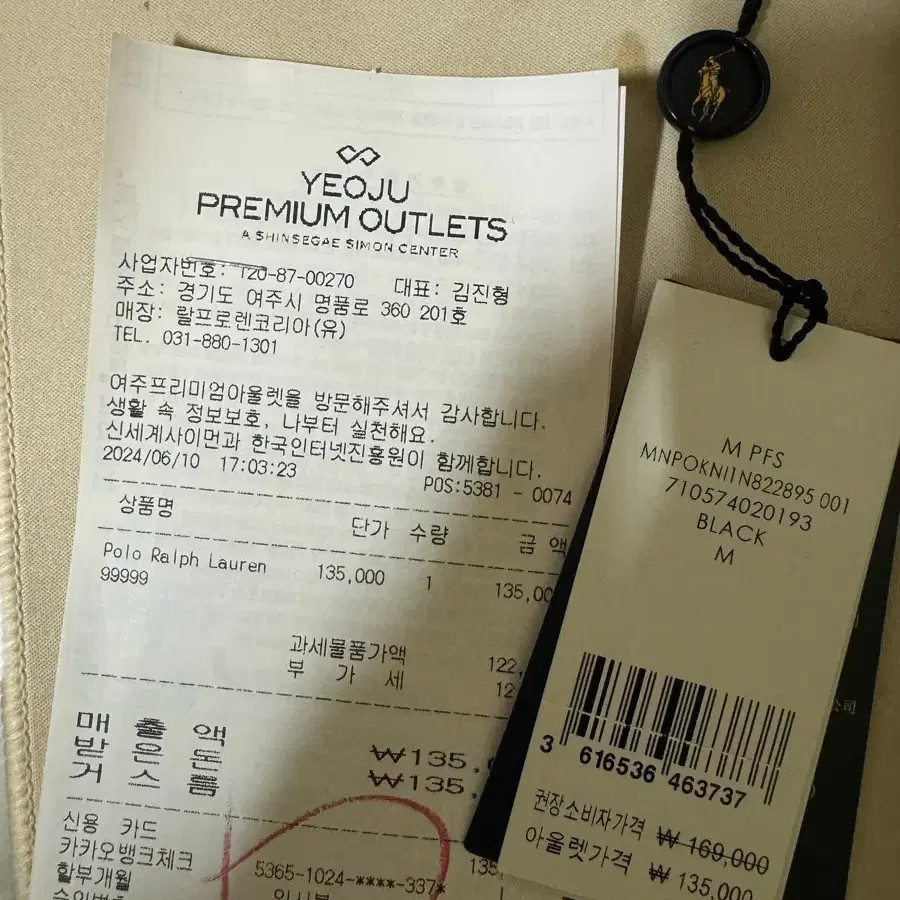 YEOJU
PREMIUM OUTLETS
A SHINSEGAE SIMON CENTER
사업자번호: 120-87-00270 대표: 김진형
주소: 경기도 여주시 명품로 360 201호
매장: 랄프로렌코리아(유)
TEL. 031-880-1301
여주프리미엄아울렛을 방문해주셔서 감사합니다.
생활 속 정보보호, 나부터 실천해요.
신세계사이먼과 한국인터넷진흥원이 함께합니다.
2024/06/10 17:03:23
POS:5381 - 0074
상품명
단가 수량 금 액
Polo Ralph Lauren 135,000 1 135,00
99999
과세물품가액 122,
부 가 세 12
매 출 액 ₩135,
받 은 돈 ₩135,
거 스 름
신용 카드
카카오뱅크체크 135,
할부개월 5365-1024-****-337*
M PFS
MNPOKNI1N822895 001
710574020193
BLACK
M
3 616536 463737
권장소비자가격 ₩ 169,000
아울렛가격 ₩ 135,000
공司